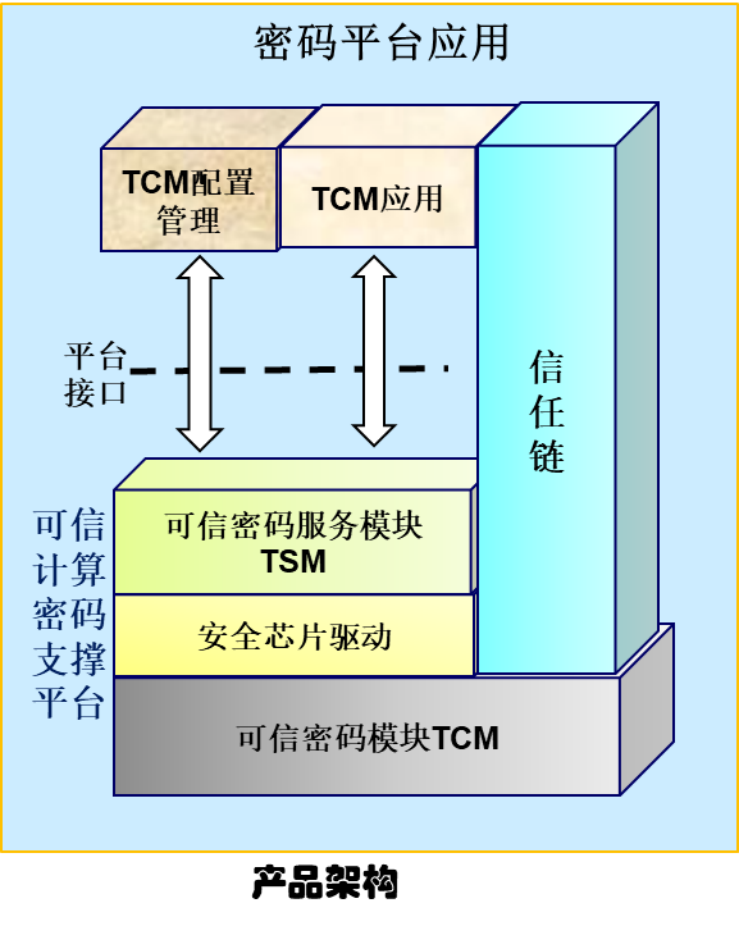 密码平台应用
TCM配置
管理
TCM应用
平台
接口
信
任
链
可信
计算
密码
支撑
平台
可信密码服务模块
TSM
安全芯片驱动
可信密码模块TCM
产品架构